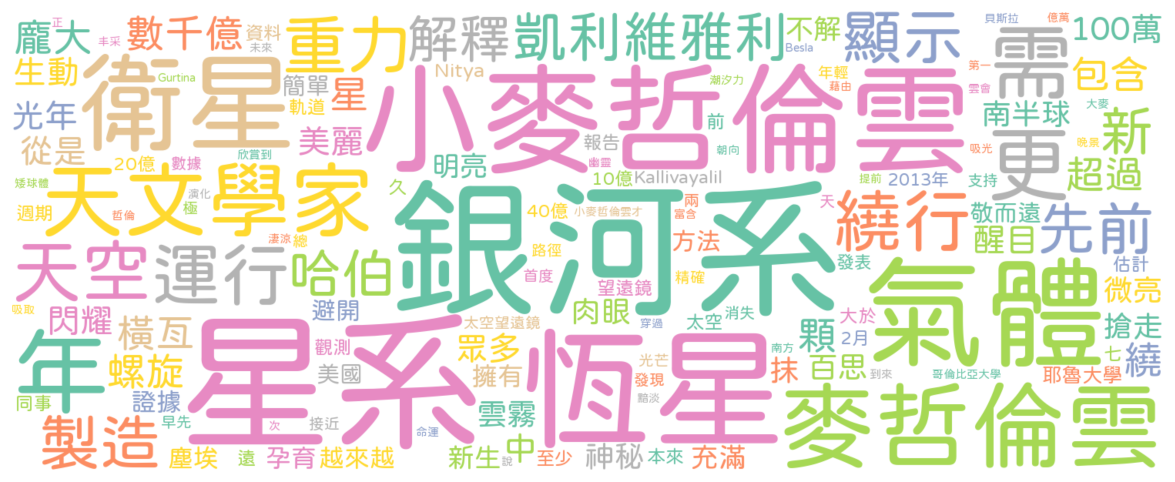 正
丰采
龐大
數千億
資料
未來
重力
解釋
凱利維雅利
不解
Besla
顯示
貝斯拉
億萬
需
100萬
生動
Gurtina
衛星
簡單
軌道
星
Nitya
小麥哲倫雲
潮汐力
年輕
藉由
第一
雲會
包含
光年
從是
美麗
前
報告
幽靈
明亮
朝向
南半球
大麥
新
晚景
20億
數據
欣賞到
矮球體
演化
極
天文學家
久
10億
Kallivayalil
提前
2013年
吸光
支持
更
超過
週期
哲倫
淒涼
總
銀河系
40億
小麥哲倫雲才
兩
富含
天
繞行
敬而遠
醒目
先前
天空
運行
哈伯
路徑
方法
首度
望遠鏡
精確
發表
估計
吸取
閃耀
避開
肉眼
太空
消失
大於
氣體
微亮
年
橫亙
太空望遠鏡
穿過
顆
2月
搶走
螺旋
觀測
星系
眾多
恆星
光芒
南方
抹
百思
七
繞
美國
擁有
發現
黯淡
到來
哥倫比亞大學
耶魯大學
同事
證據
早先
次
接近
命運
雲霧
麥哲倫雲
製造
塵埃
遠
孕育
越來越
新生
中
說
至少
神秘
本來
充滿